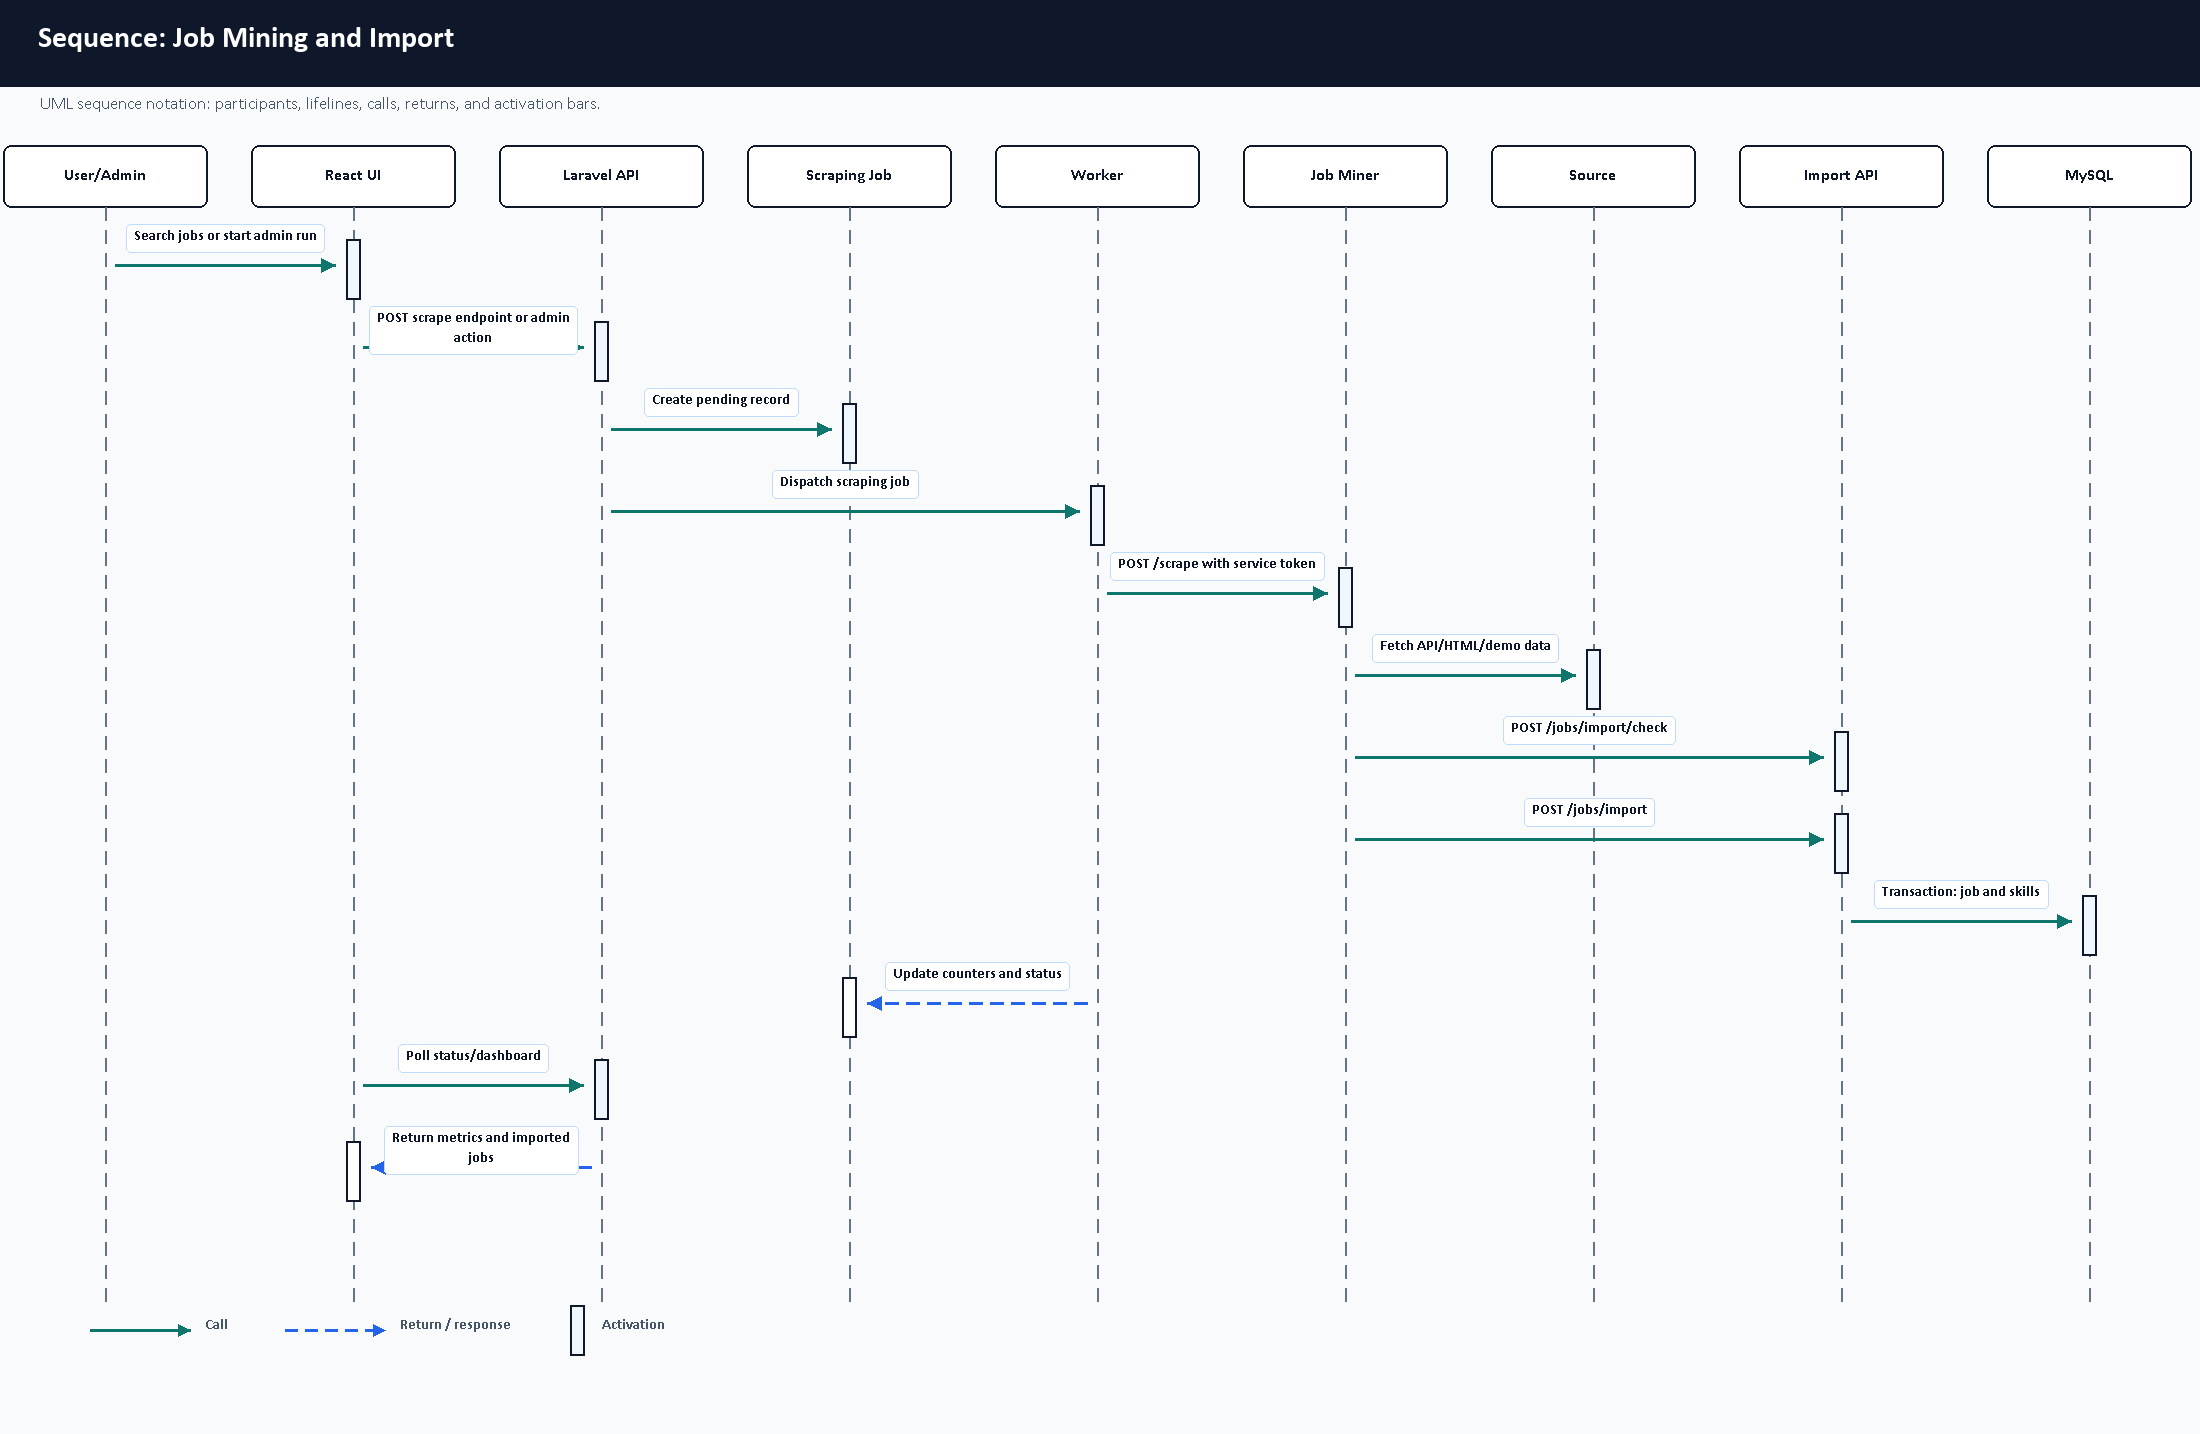 Sequence: Job Mining and Import
UML sequence notation: participants, lifelines, calls, returns, and activation bars.
User/Admin
React UI
Laravel API
Scraping Job
Worker
Job Miner
Source
Import API
MySQL
Search jobs or start admin run
POST scrape endpoint or admin
action
Create pending record
Dispatch scraping job
POST /scrape with service token
Fetch API/HTML/demo data
POST /jobs/import/check
POST /jobs/import
Transaction: job and skills
Update counters and status
Poll status/dashboard
Return metrics and imported
jobs
Call
Return / response
Activation